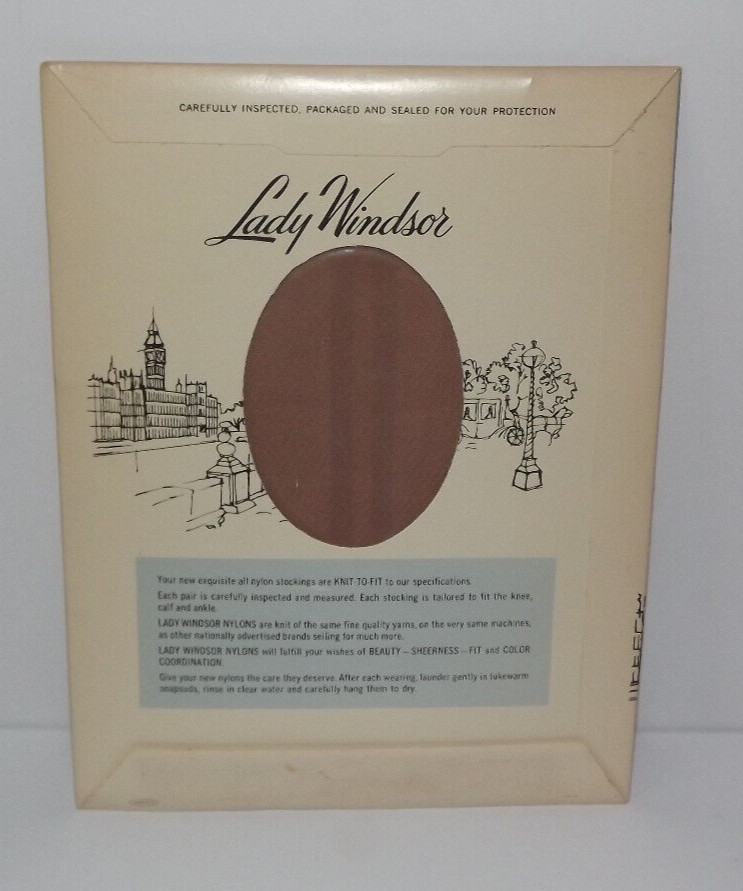 CAREFULLY INSPECTED, PACKAGED AND SEALED FOR YOUR PROTECTION
Lady Windsor
Your new exquisite all nylon stockings are KNIT-TO-FIT to our specifications.
Each pair is carefully inspected and measured. Each stocking is tailored to fit the knee,
calf and ankle.
LADY WINDSOR NYLONS are knit of the same fine quality yarns, on the very same machines,
as other nationally advertised brands selling for much more.
LADY WINDSOR NYLONS will fulfill your wishes of BEAUTY — SHEERNESS — FIT and COLOR
COORDINATION.
Give your new nylons the care they deserve. After each wearing, launder gently in lukewarm
soapsuds, rinse in clear water and carefully hang them to dry.